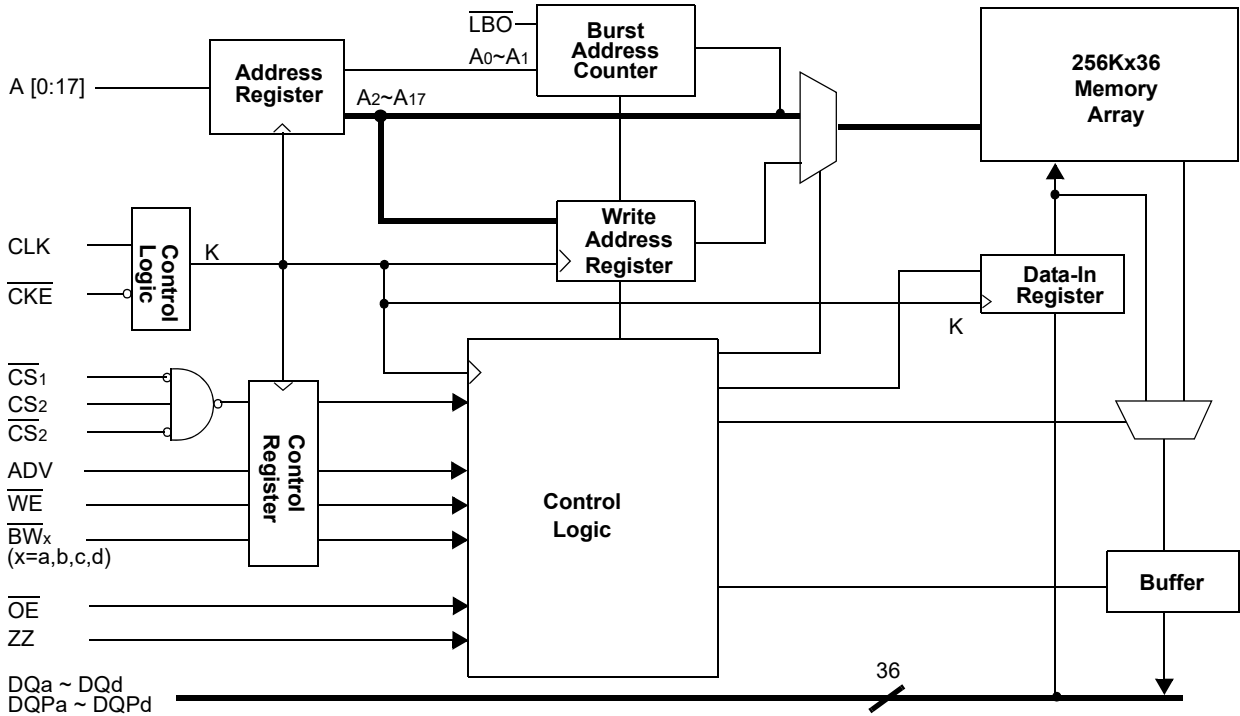 LBO
Burst
Address
Counter
256Kx36
Memory
Array
A [0:17]
Address
Register
A0~A1
A2~A17
CLK
CKE
Control
Logic
K
Write
Address
Register
Data-In
Register
K
CS1
CS2
CS2
ADV
WE
BWx
(x=a,b,c,d)
Control
Register
Control
Logic
Buffer
OE
ZZ
DQa ~ DQd
DQPa ~ DQPd
36